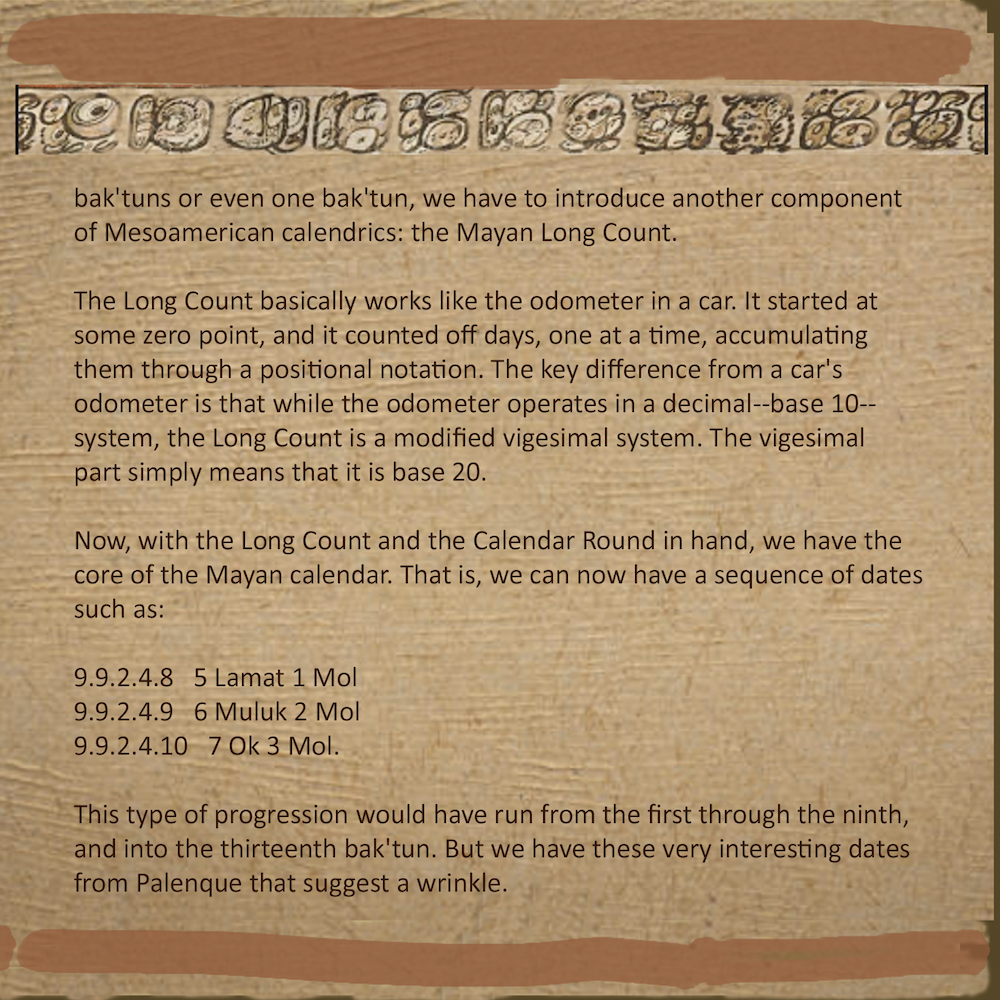 bak'tuns or even one bak'tun, we have to introduce another component
of Mesoamerican calendrics: the Mayan Long Count.
The Long Count basically works like the odometer in a car. It started at
some zero point, and it counted off days, one at a time, accumulating
them through a positional notation. The key difference from a car's
odometer is that while the odometer operates in a decimal--base 10--
system, the Long Count is a modified vigesimal system. The vigesimal
part simply means that it is base 20.
Now, with the Long Count and the Calendar Round in hand, we have the
core of the Mayan calendar. That is, we can now have a sequence of dates
such as:
9.9.2.4.8 5 Lamat 1 Mol
9.9.2.4.9 6 Muluk 2 Mol
9.9.2.4.10 7 Ok 3 Mol.
This type of progression would have run from the first through the ninth,
and into the thirteenth bak'tun. But we have these very interesting dates
from Palenque that suggest a wrinkle.